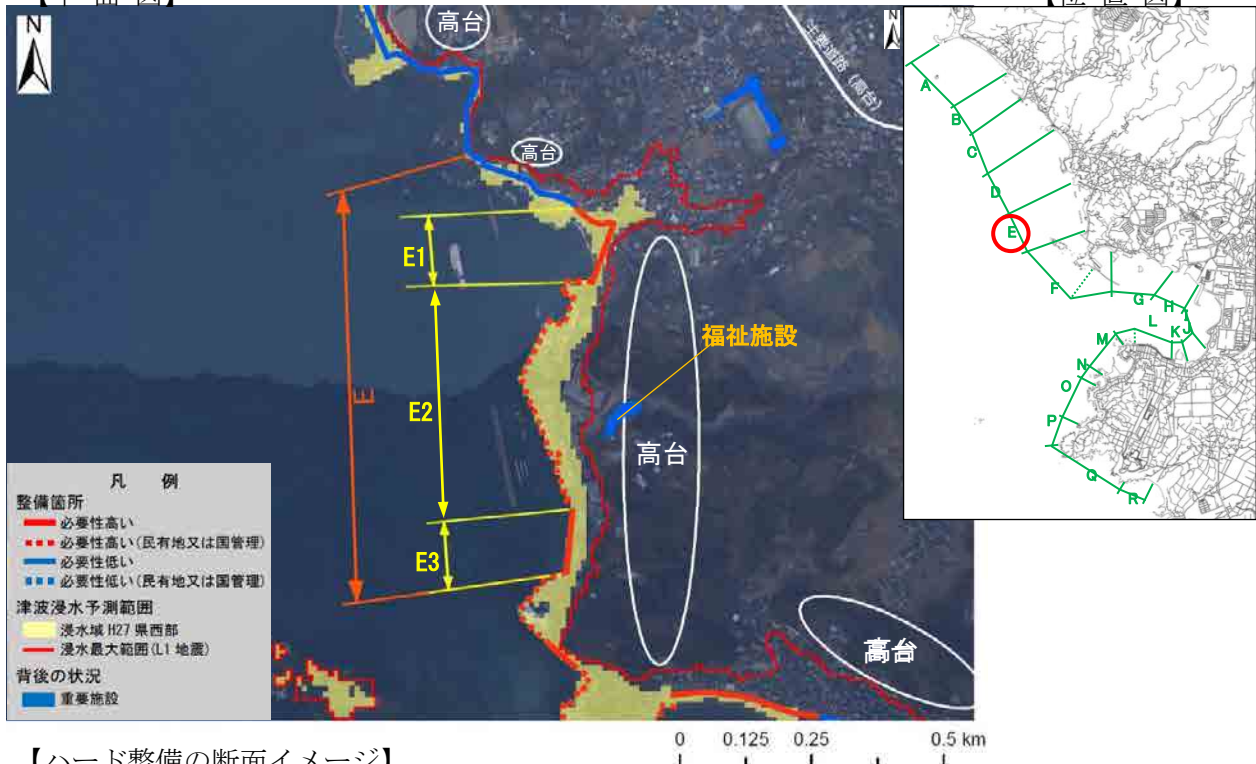 【平 面 図】
【位 置 図】
N
N
高台
主要道路(高台)
高台
E1
E2
E3
E
福祉施設
高台
高台
凡 例
整備箇所
必要性高い
必要性高い(民有地又は国管理)
必要性低い
必要性低い(民有地又は国管理)
津波浸水予測範囲
浸水域 H27 県西部
浸水最大範囲(L1 地震)
背後の状況
重要施設
A
B
C
D
E
F
G
H
I
J
K
L
M
N
O
P
Q
R
【ハード整備の断面イメージ】
0 0.125 0.25 0.5 km